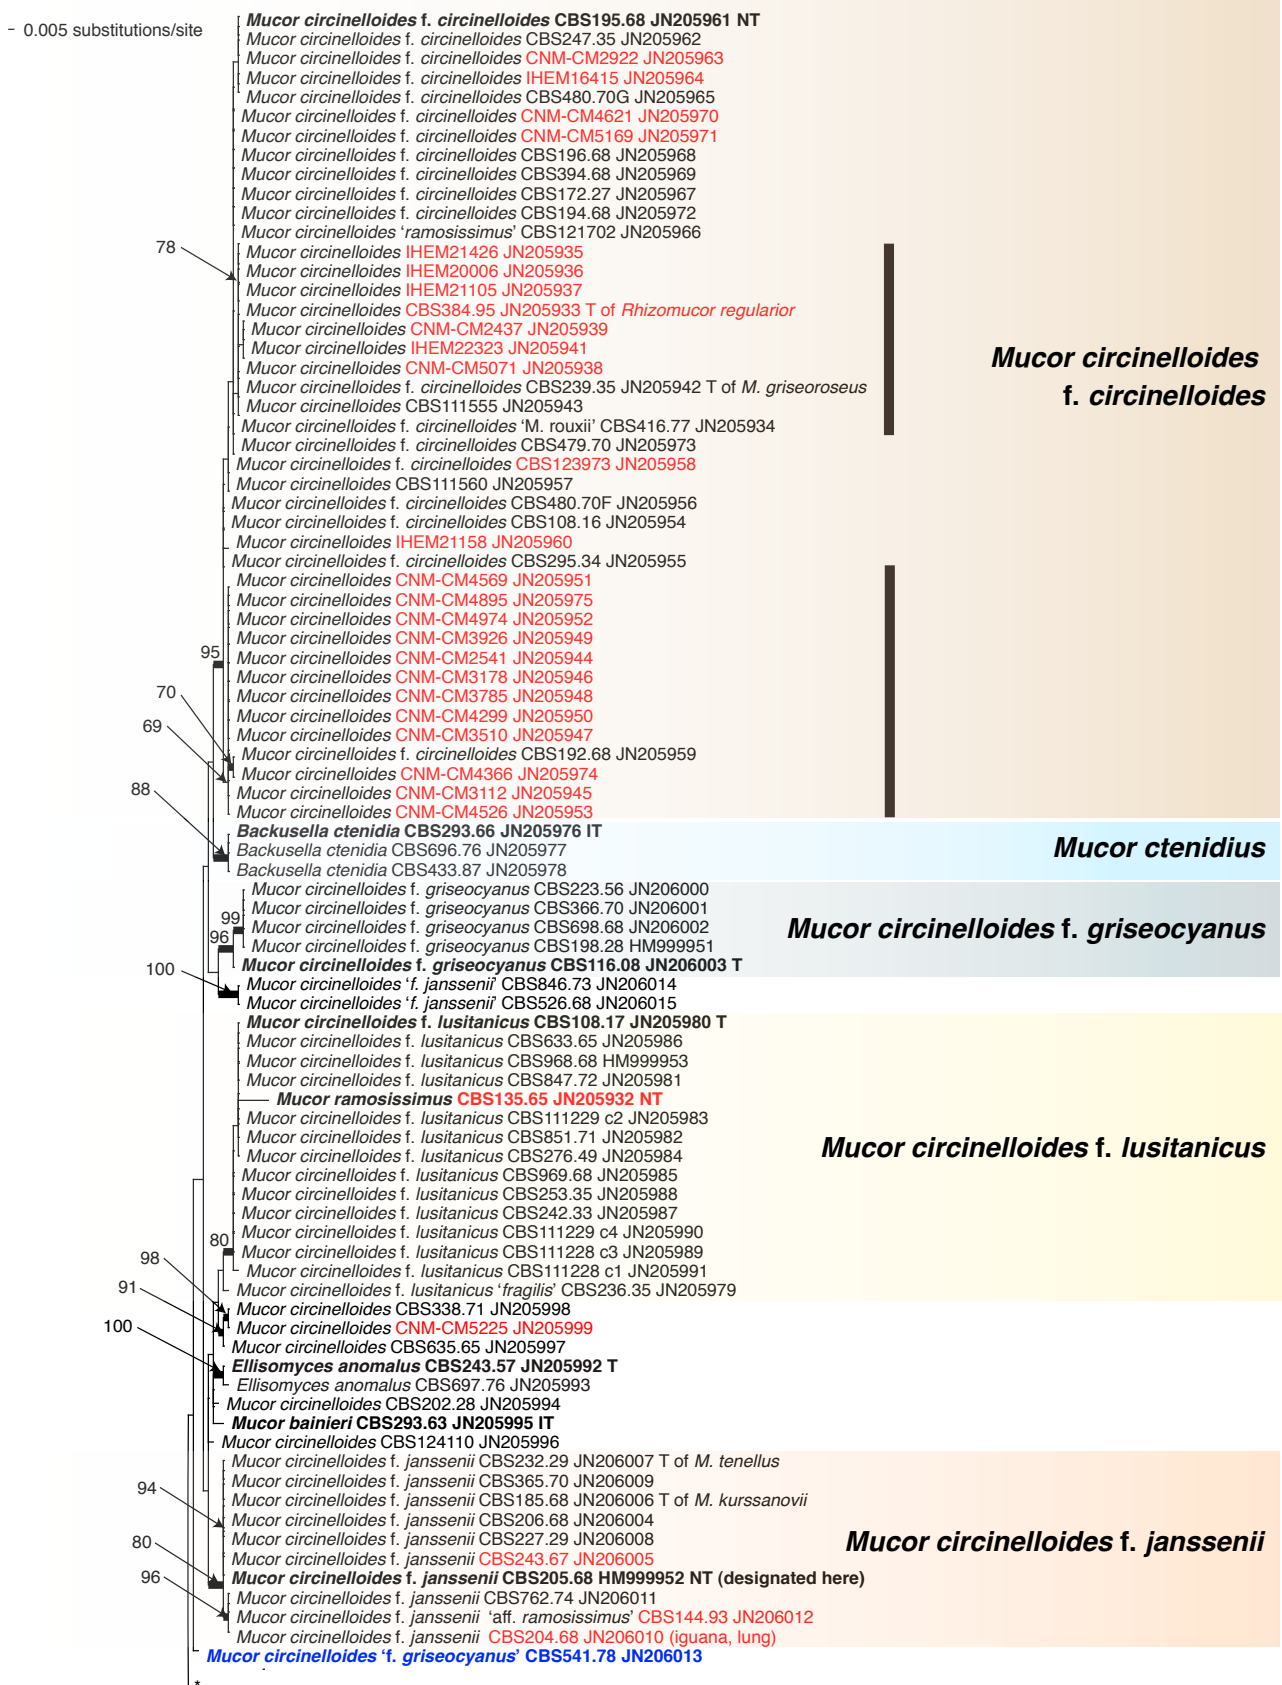 Mucor circinelloides f. circinelloides CBS195.68 JN205961 NT
0.005 substitutions/site
Mucor circinelloides f. circinelloides CBS247.35 JN205962
Mucor circinelloides f. circinelloides CNM-CM2922 JN205963
Mucor circinelloides f. circinelloides IHEM16415 JN205964
Mucor circinelloides f. circinelloides CBS480.70G JN205965
Mucor circinelloides f. circinelloides CNM-CM4621 JN205970
Mucor circinelloides f. circinelloides CNM-CM5169 JN205971
Mucor circinelloides f. circinelloides CBS196.68 JN205968
Mucor circinelloides f. circinelloides CBS394.68 JN205969
Mucor circinelloides f. circinelloides CBS172.27 JN205967
Mucor circinelloides f. circinelloides CBS194.68 JN205972
Mucor circinelloides ‘ramosissimus’ CBS121702 JN205966
78
Mucor circinelloides IHEM21426 JN205935
Mucor circinelloides IHEM20006 JN205936
Mucor circinelloides IHEM21105 JN205937
Mucor circinelloides CBS384.95 JN205933 T of Rhizomucor regularior
Mucor circinelloides CNM-CM2437 JN205939
Mucor circinelloides IHEM22323 JN205941
Mucor circinelloides CNM-CM5071 JN205938
Mucor circinelloides f. circinelloides CBS239.35 JN205942 T of M. griseoroseus
Mucor circinelloides CBS111555 JN205943
Mucor circinelloides f. circinelloides ‘M. rouxii’ CBS416.77 JN205934
Mucor circinelloides
f. circinelloides
Mucor circinelloides f. circinelloides CBS479.70 JN205973
Mucor circinelloides f. circinelloides CBS123973 JN205958
Mucor circinelloides CBS111560 JN205957
Mucor circinelloides f. circinelloides CBS480.70F JN205956
Mucor circinelloides f. circinelloides CBS108.16 JN205954
Mucor circinelloides IHEM21158 JN205960
Mucor circinelloides f. circinelloides CBS295.34 JN205955
Mucor circinelloides CNM-CM4569 JN205951
Mucor circinelloides CNM-CM4895 JN205975
Mucor circinelloides CNM-CM4974 JN205952
Mucor circinelloides CNM-CM3926 JN205949
95
Mucor circinelloides CNM-CM2541 JN205944
Mucor circinelloides CNM-CM3178 JN205946
70
Mucor circinelloides CNM-CM3785 JN205948
Mucor circinelloides CNM-CM4299 JN205950
69
Mucor circinelloides CNM-CM3510 JN205947
Mucor circinelloides f. circinelloides CBS192.68 JN205959
Mucor circinelloides CNM-CM4366 JN205974
88
Mucor circinelloides CNM-CM3112 JN205945
Mucor circinelloides CNM-CM4526 JN205953
Backusella ctenidia CBS293.66 JN205976 IT
Backusella ctenidia CBS696.76 JN205977
Backusella ctenidia CBS433.87 JN205978
Mucor ctenidius
Mucor circinelloides f. griseocyanus CBS223.56 JN206000
Mucor circinelloides f. griseocyanus CBS366.70 JN206001
99
Mucor circinelloides f. griseocyanus CBS698.68 JN206002
96
Mucor circinelloides f. griseocyanus CBS198.28 HM999951
Mucor circinelloides f. griseocyanus CBS116.08 JN206003 T
Mucor circinelloides f. griseocyanus
100
Mucor circinelloides ‘f. janssenii’ CBS846.73 JN206014
Mucor circinelloides ‘f. janssenii’ CBS526.68 JN206015
Mucor circinelloides f. lusitanicus CBS108.17 JN205980 T
Mucor circinelloides f. lusitanicus CBS633.65 JN205986
Mucor circinelloides f. lusitanicus CBS968.68 HM999953
Mucor circinelloides f. lusitanicus CBS847.72 JN205981
Mucor ramosissimus CBS135.65 JN205932 NT
Mucor circinelloides f. lusitanicus CBS111229 c2 JN205983
Mucor circinelloides f. lusitanicus CBS851.71 JN205982
Mucor circinelloides f. lusitanicus CBS276.49 JN205984
Mucor circinelloides f. lusitanicus CBS969.68 JN205985
Mucor circinelloides f. lusitanicus CBS253.35 JN205988
Mucor circinelloides f. lusitanicus CBS242.33 JN205987
Mucor circinelloides f. lusitanicus CBS111229 c4 JN205990
80
Mucor circinelloides f. lusitanicus CBS111228 c3 JN205989
Mucor circinelloides f. lusitanicus CBS111228 c1 JN205991
Mucor circinelloides f. lusitanicus ‘fragilis’ CBS236.35 JN205979
Mucor circinelloides f. lusitanicus
98
91
100
Mucor circinelloides CBS338.71 JN205998
Mucor circinelloides CNM-CM5225 JN205999
Mucor circinelloides CBS635.65 JN205997
Ellisomyces anomalus CBS243.57 JN205992 T
Ellisomyces anomalus CBS697.76 JN205993
Mucor circinelloides CBS202.28 JN205994
Mucor bainieri CBS293.63 JN205995 IT
Mucor circinelloides CBS124110 JN205996
Mucor circinelloides f. janssenii CBS232.29 JN206007 T of M. tenellus
Mucor circinelloides f. janssenii CBS365.70 JN206009
94
Mucor circinelloides f. janssenii CBS185.68 JN206006 T of M. kurssanovii
Mucor circinelloides f. janssenii CBS206.68 JN206004
80
Mucor circinelloides f. janssenii CBS227.29 JN206008
Mucor circinelloides f. janssenii CBS243.67 JN206005
96
Mucor circinelloides f. janssenii CBS205.68 HM999952 NT (designated here)
Mucor circinelloides f. janssenii CBS762.74 JN206011
Mucor circinelloides f. janssenii ‘aff. ramosissimus’ CBS144.93 JN206012
Mucor circinelloides f. janssenii CBS204.68 JN206010 (iguana, lung)
Mucor circinelloides f. janssenii
Mucor circinelloides ‘f. griseocyanus’ CBS541.78 JN206013
*